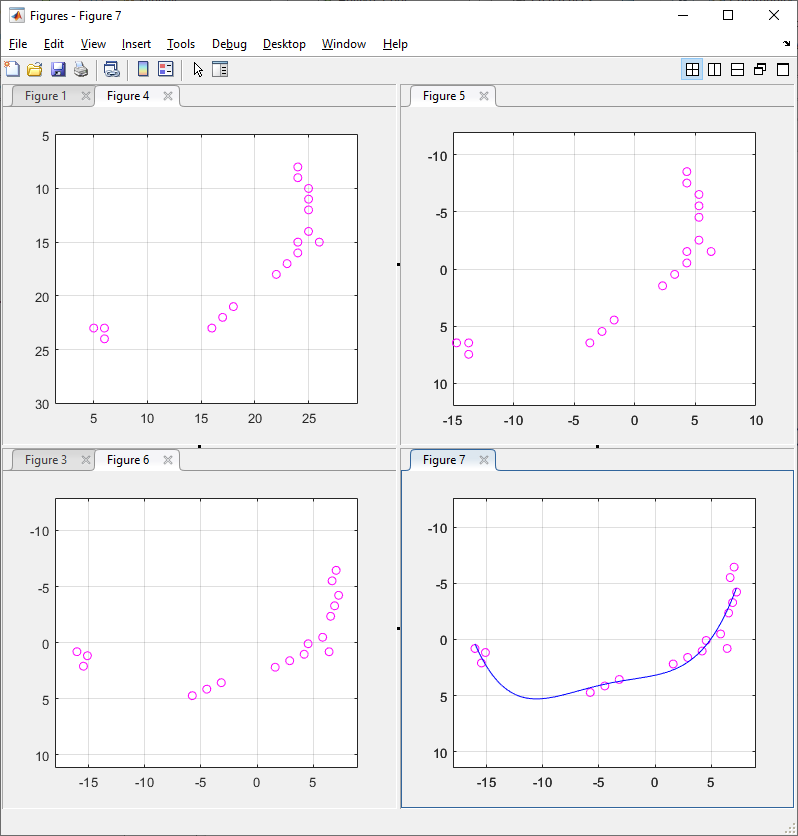 Figures - Figure 7
File Edit View Insert Tools Debug Desktop Window Help
Figure 1 Figure 4
5
10
15
20
25
30
5 10 15 20 25
Figure 5
-10
-5
0
5
10
-15 -10 -5 0 5 10
Figure 3 Figure 6
-10
-5
0
5
10
-15 -10 -5 0 5
Figure 7
-10
-5
0
5
10
-15 -10 -5 0 5